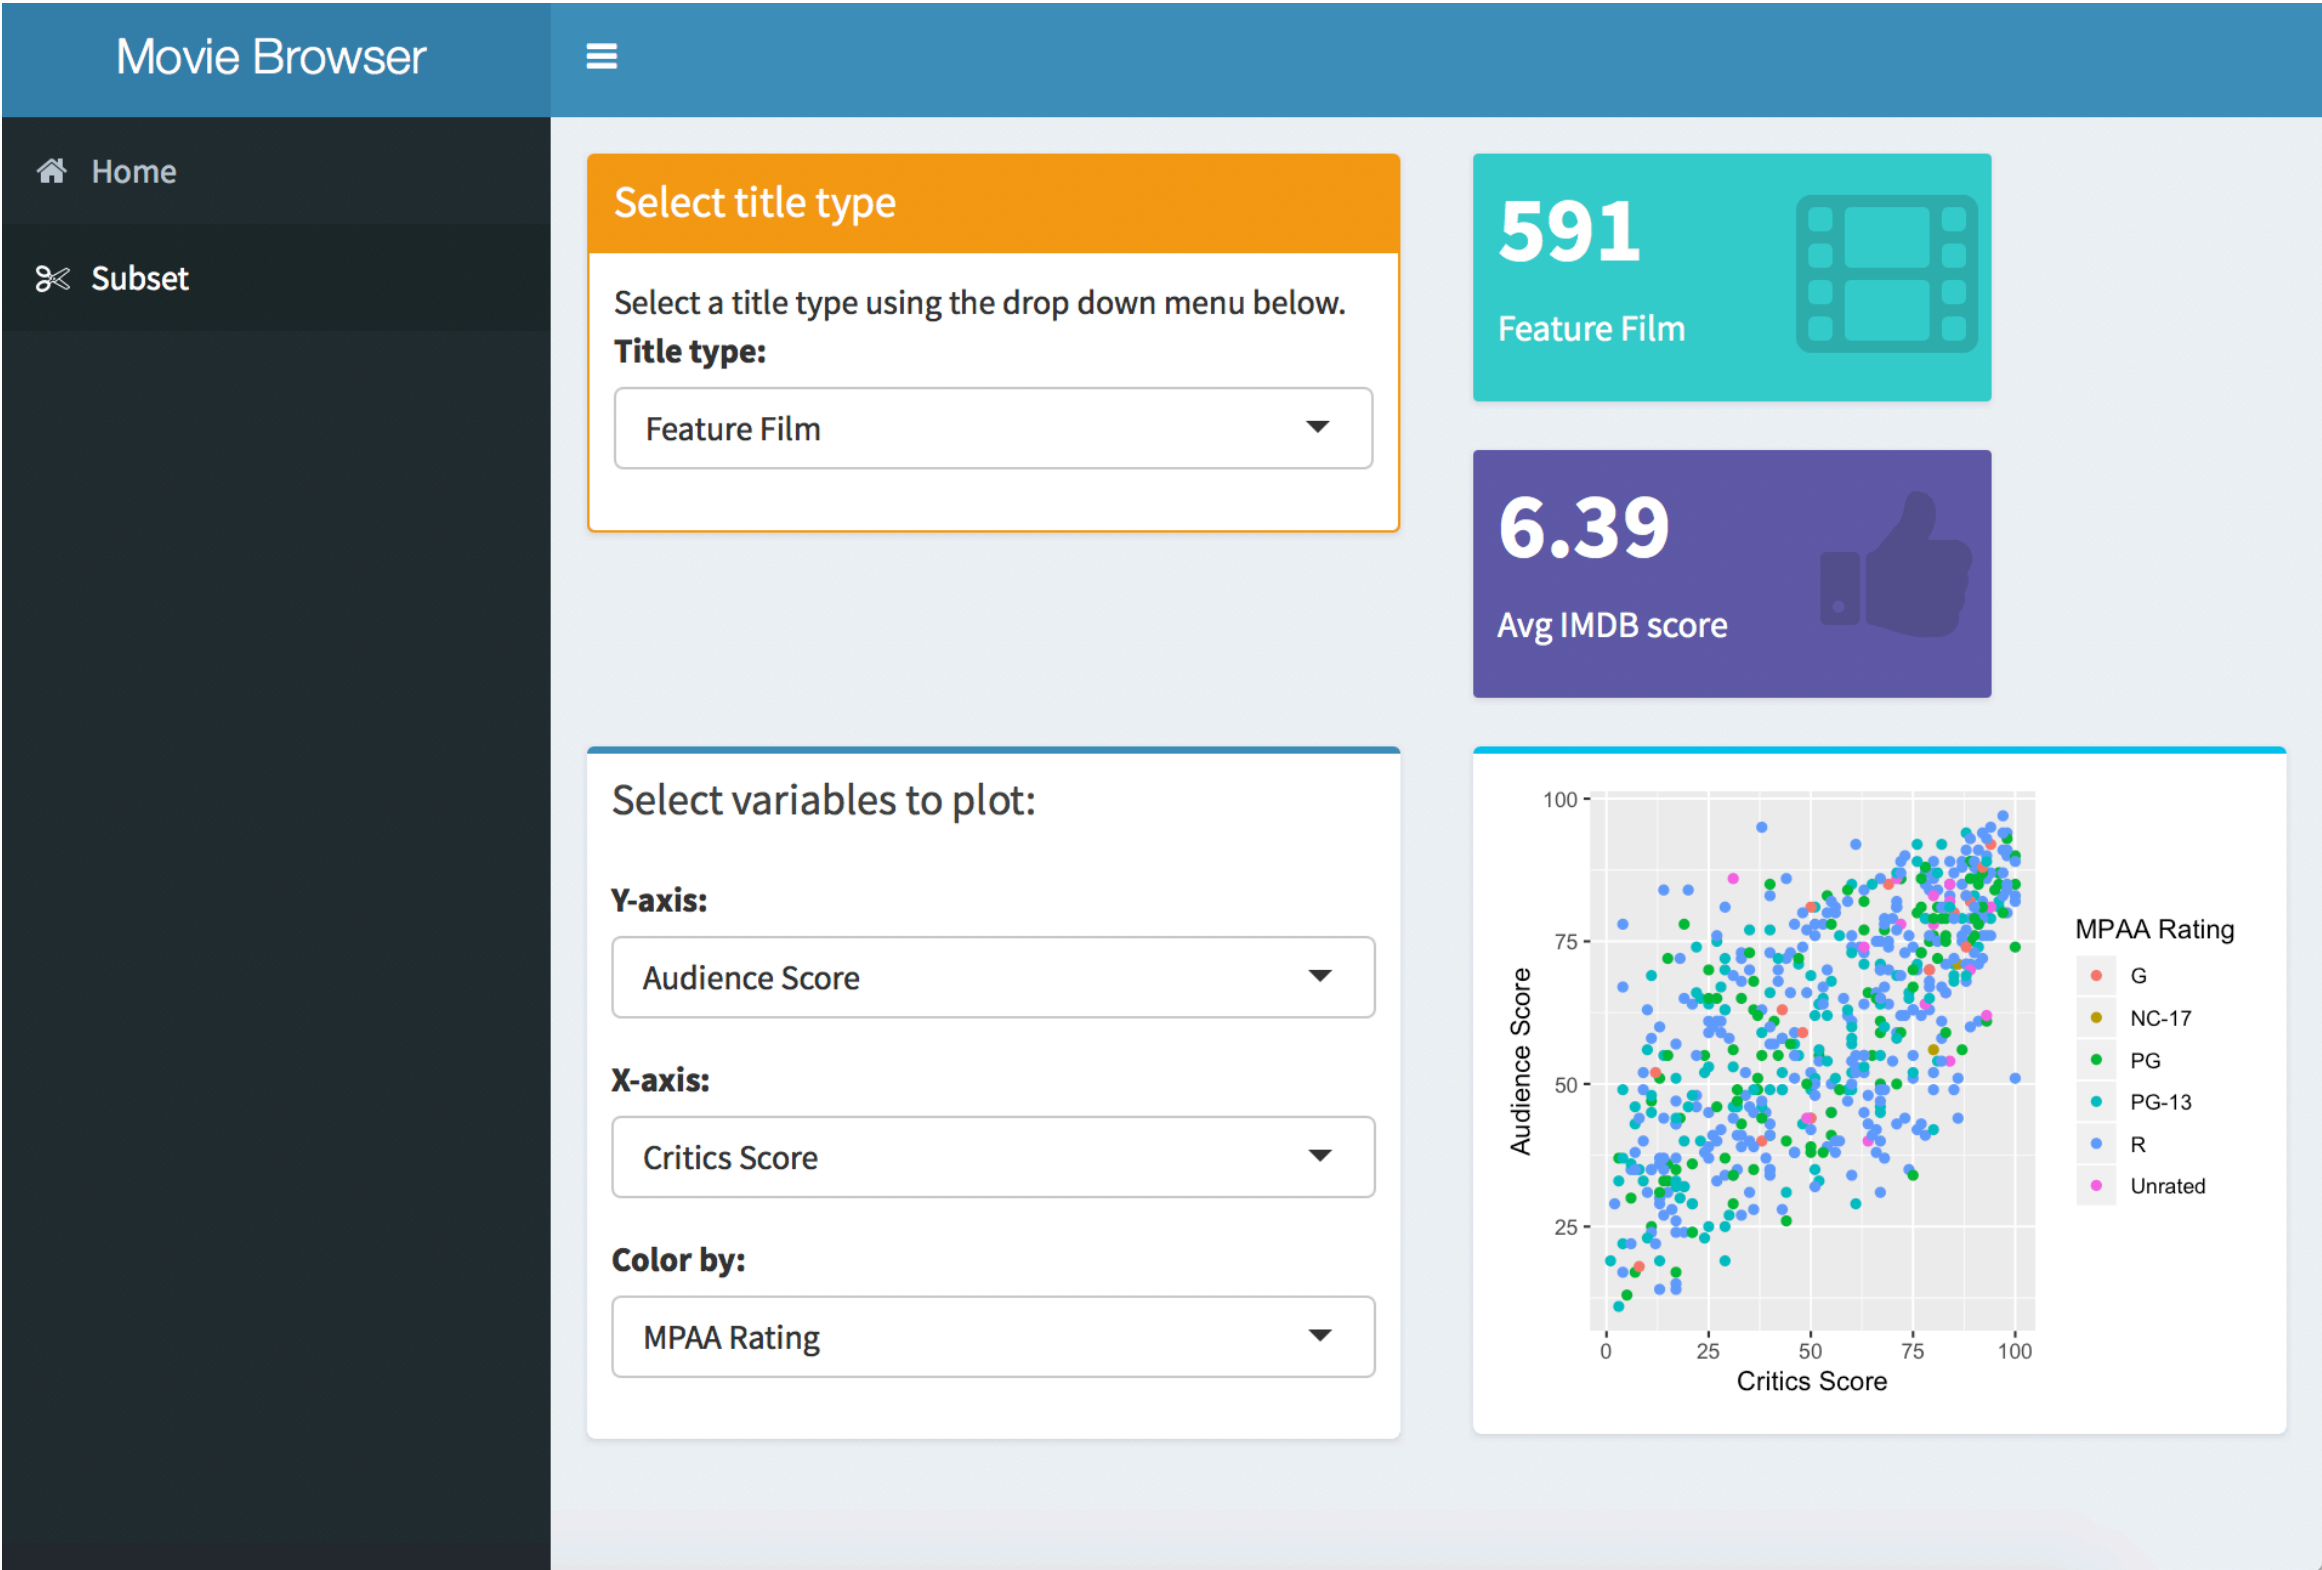 Movie Browser
Home
Subset
Select title type
Select a title type using the drop down menu below.
Title type:
Feature Film
591
Feature Film
6.39
Avg IMDB score
Select variables to plot:
Y-axis:
Audience Score
X-axis:
Critics Score
Color by:
MPAA Rating
100
75
50
25
Audience Score
0 25 50 75 100
Critics Score
MPAA Rating
G
NC-17
PG
PG-13
R
Unrated